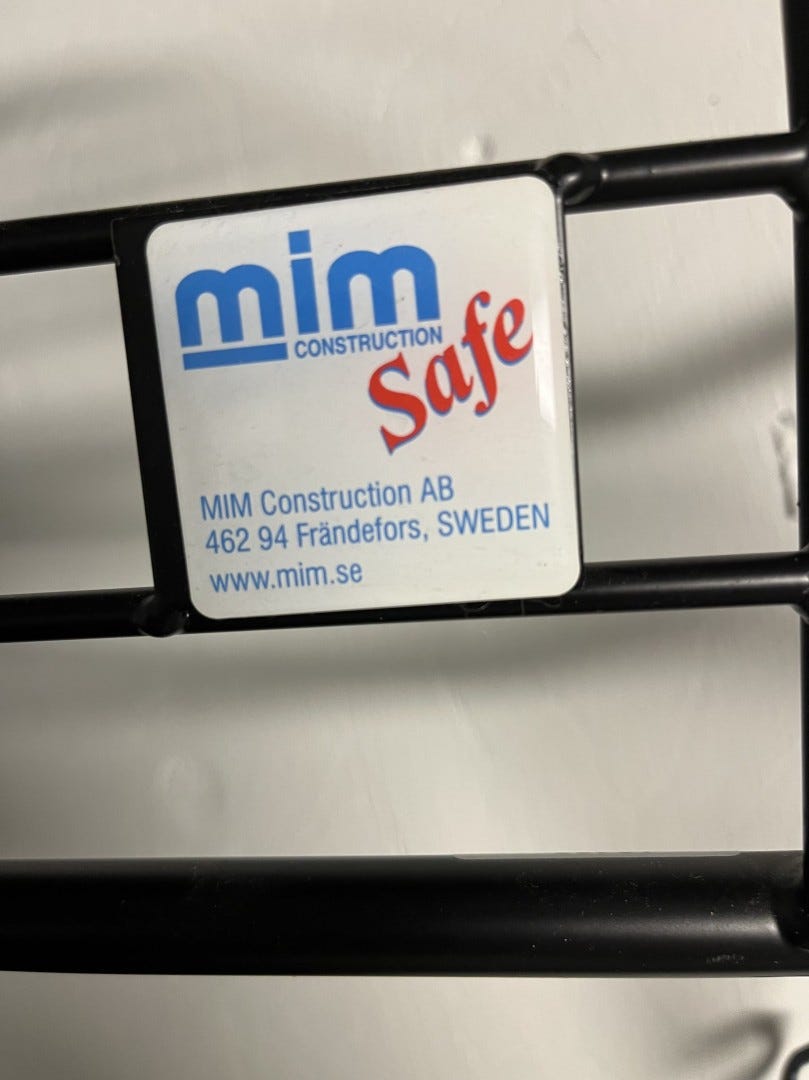 mim
CONSTRUCTION
Safe
MIM Construction AB
462 94 Frändefors, SWEDEN
www.mim.se